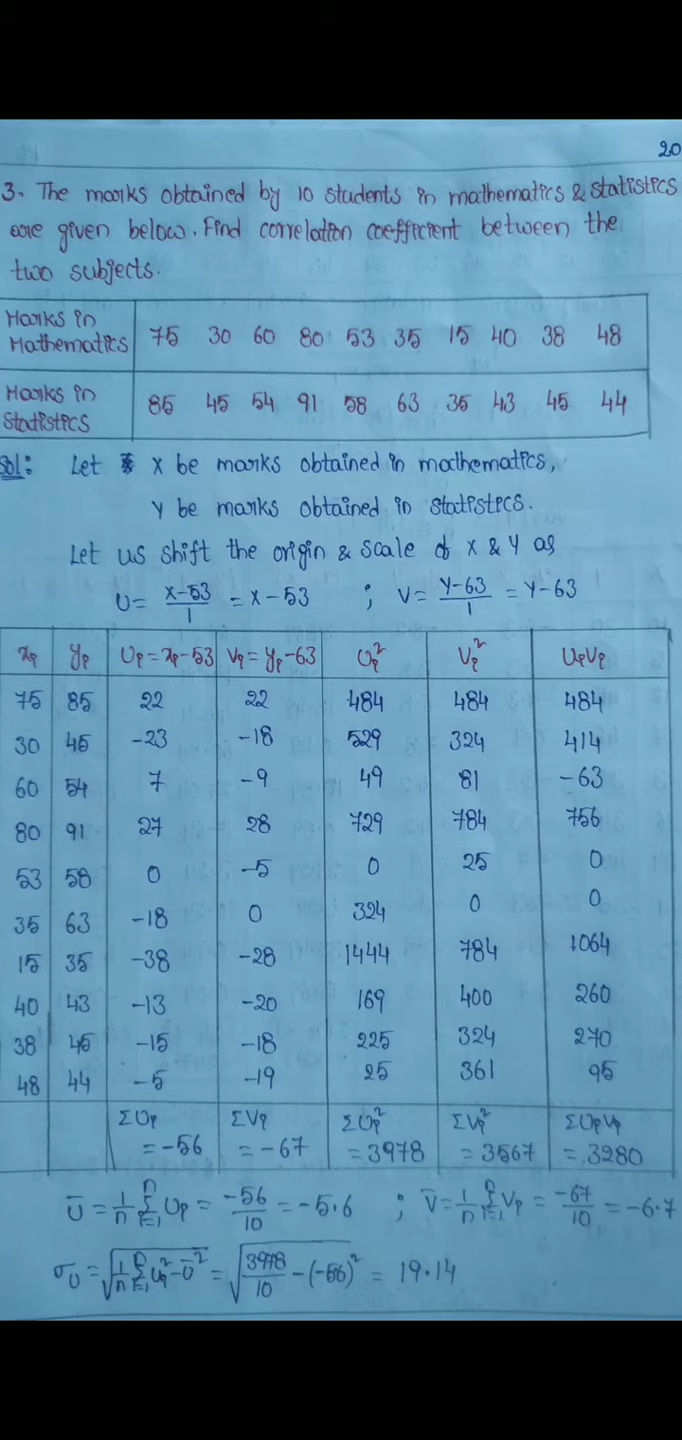 20
3. The marks obtained by 10 students in mathematics & statistics
are given below. Find correlation coefficient between the
two subjects.
Marks in Mathematics 75 30 60 80 53 35 15 40 38 48
Marks in Statistics 85 45 54 91 58 63 35 43 45 44
Sol: Let X be marks obtained in mathematics,
Y be marks obtained in statistics.
Let us shift the origin & scale of X & Y as
U = (X-53)/1 = X-53 ; V = (Y-63)/1 = Y-63
xᵢ yᵢ Uᵢ = xᵢ-53 Vᵢ = yᵢ-63 Uᵢ² Vᵢ² UᵢVᵢ
75 85 22 22 484 484 484
30 45 -23 -18 529 324 414
60 54 7 -9 49 81 -63
80 91 27 28 729 784 756
53 58 0 -5 0 25 0
35 63 -18 0 324 0 0
15 35 -38 -28 1444 784 1064
40 43 -13 -20 169 400 260
38 45 -15 -18 225 324 270
48 44 -5 -19 25 361 95
ΣUᵢ = -56 ΣVᵢ = -67 ΣUᵢ² = 3978 ΣVᵢ² = 3567 ΣUᵢVᵢ = 3280
Ū = 1/n Σⁿᵢ₌₁ Uᵢ = -56/10 = -5.6 ; V̄ = 1/n Σⁿᵢ₌₁ Vᵢ = -67/10 = -6.7
σ_U = √(1/n Σⁿᵢ₌₁ Uᵢ² - Ū²) = √(3978/10 - (-56)²) = 19.14